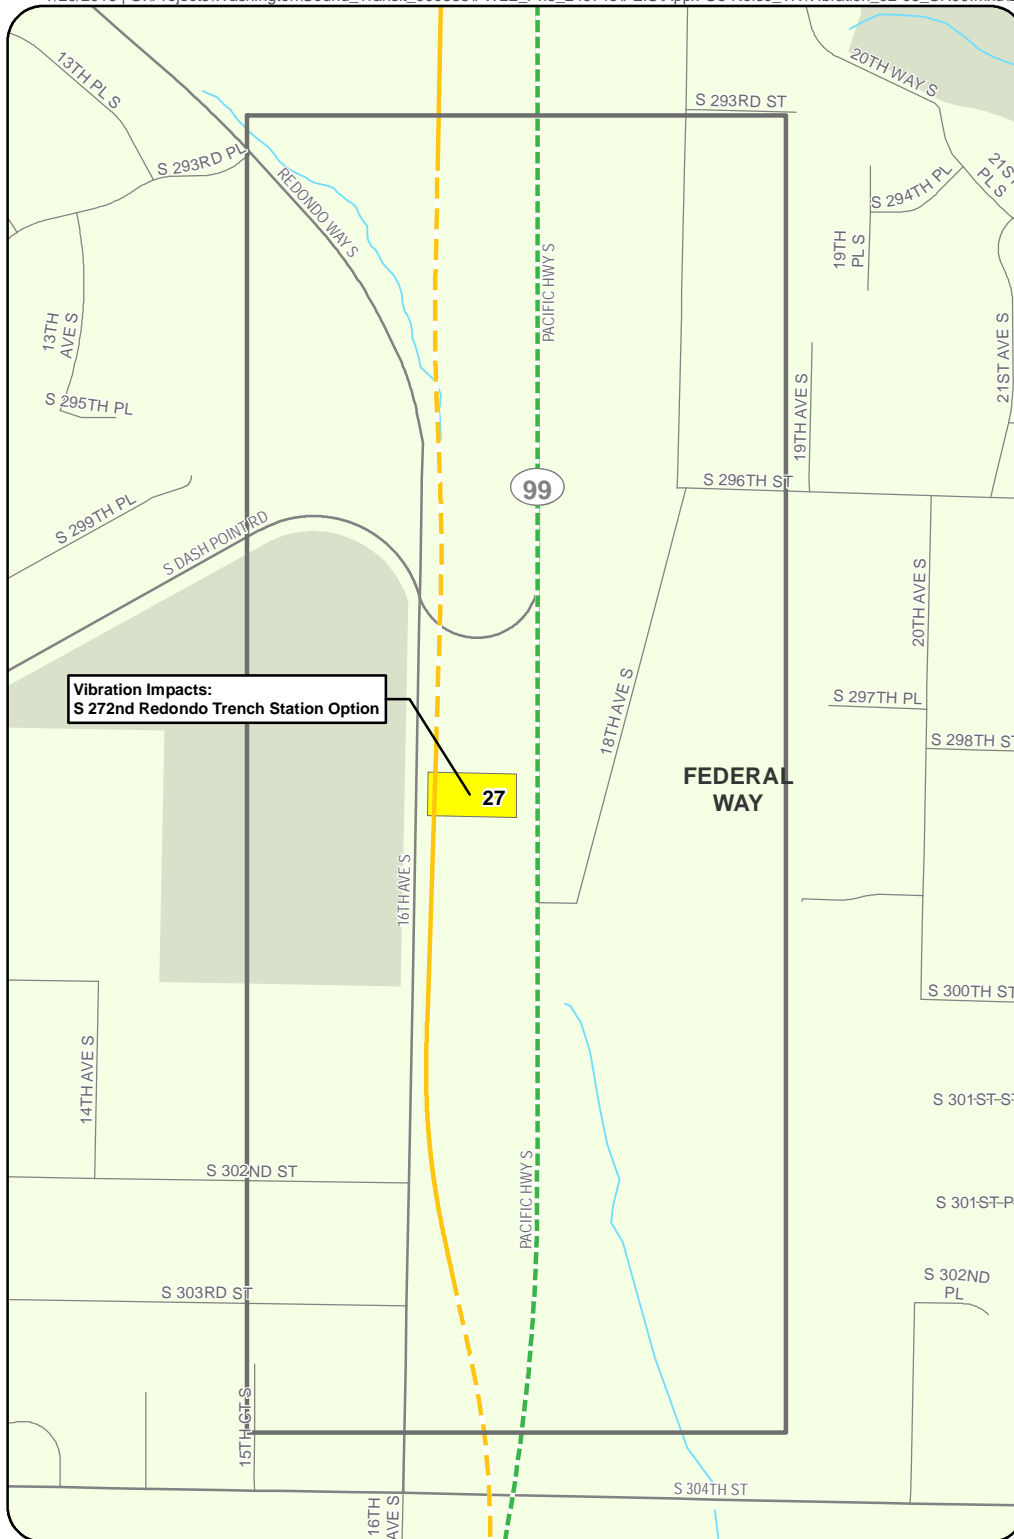 13TH PL S
S 293RD PL
REDONDO WAY S
S 293RD ST
20TH WAY S
S 294TH PL
19TH
PL S
PACIFIC HWY S
13TH
AVE S
S 295TH PL
19TH AVE S
21ST AVE S
99
S 296TH ST
S 299TH PL
S DASH POINT RD
20TH AVE S
Vibration Impacts:
S 272nd Redondo Trench Station Option
18TH AVE S
S 297TH PL
S 298TH ST
FEDERAL
WAY
27
16TH AVE S
S 300TH ST
14TH AVE S
S 302ND ST
PACIFIC HWY S
S 303RD ST
S 302ND
PL
15TH CT S
S 304TH ST
16TH
AVE S